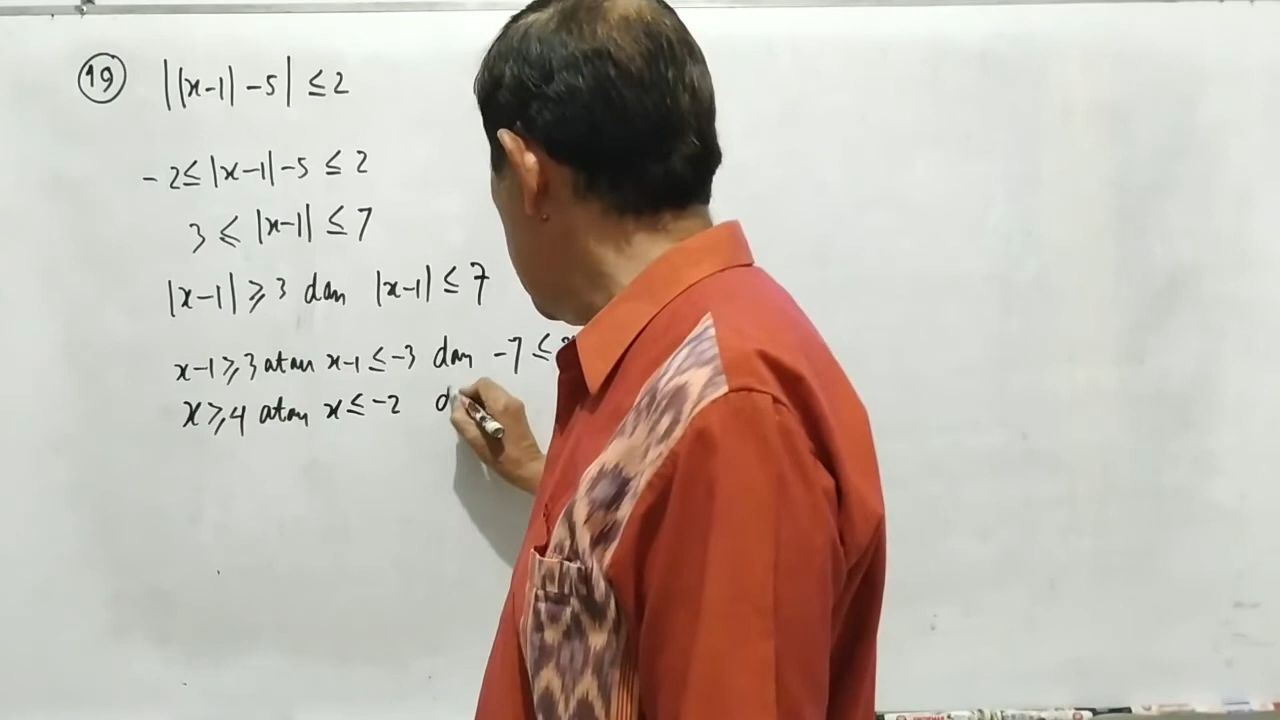 19 ||x-1|-5| ≤ 2
-2 ≤ |x-1|-5 ≤ 2
3 ≤ |x-1| ≤ 7
|x-1| ≥ 3 dan |x-1| ≤ 7
x-1 ≥ 3 atau x-1 ≤ -3 dan -7 ≤
x ≥ 4 atau x ≤ -2 d